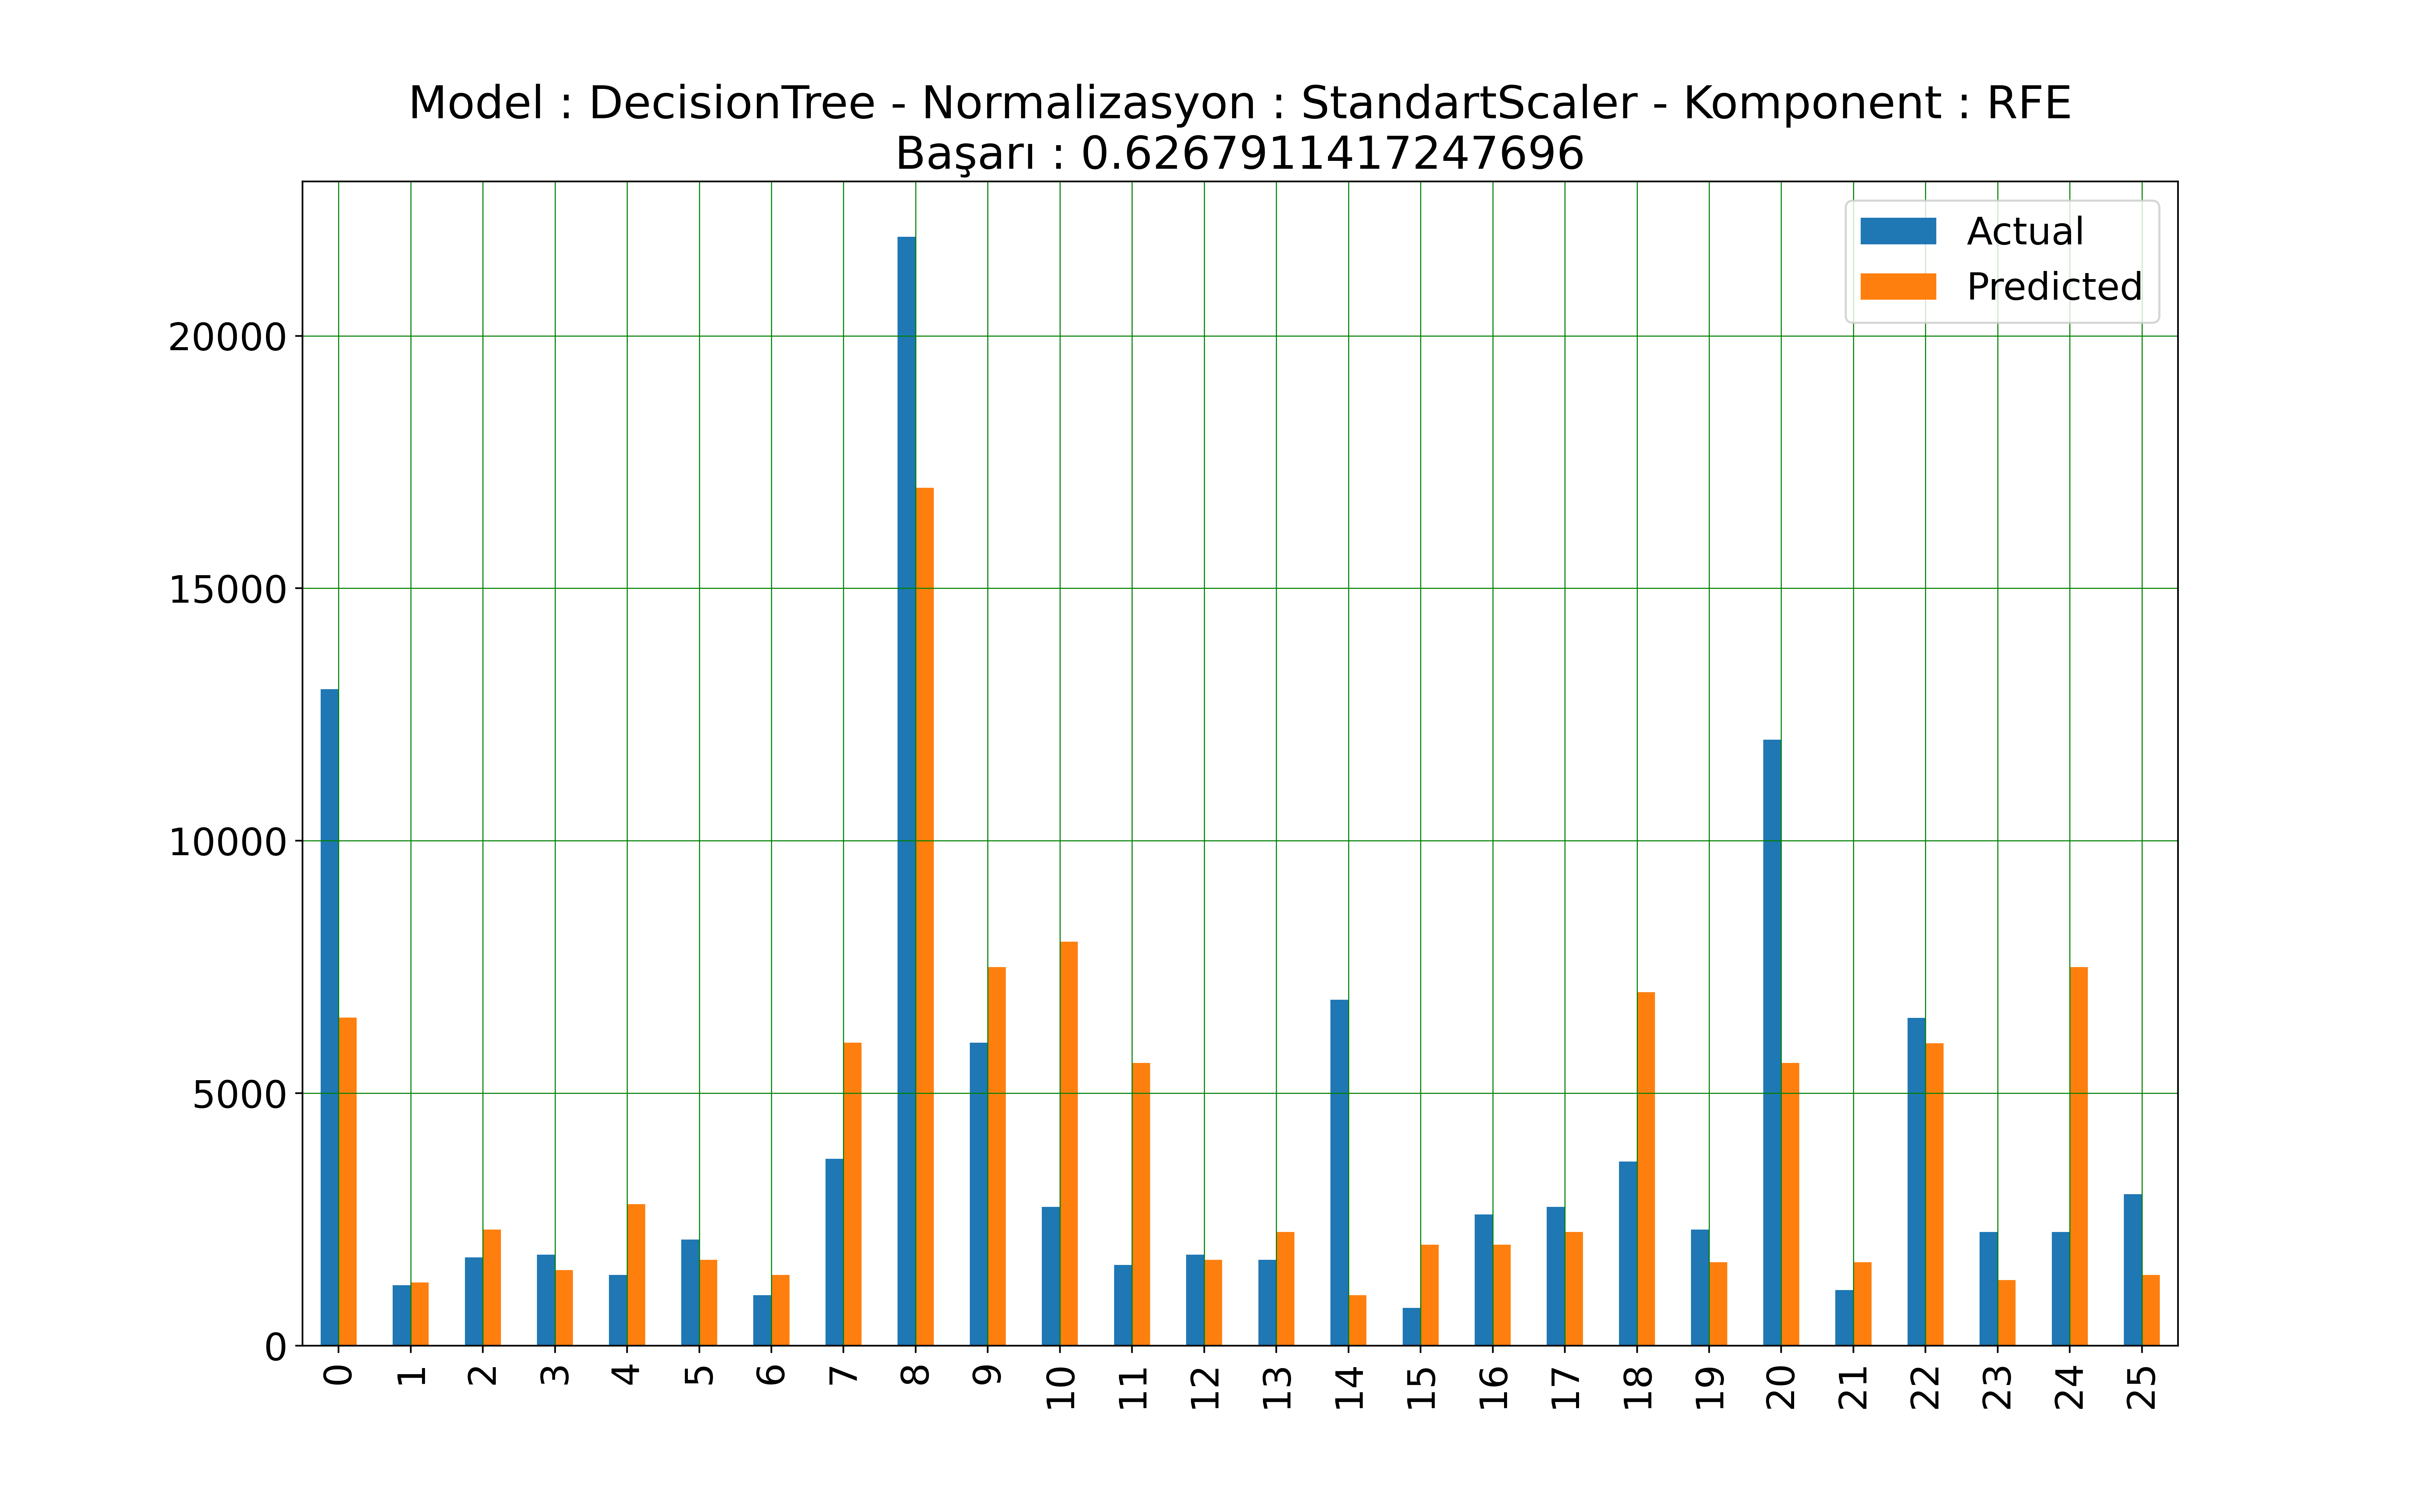 Model : DecisionTree - Normalizasyon : StandartScaler - Komponent : RFE
Başarı : 0.6267911417247696
Actual
Predicted
20000
15000
10000
5000
0
0 1 2 3 4 5 6 7 8 9 10 11 12 13 14 15 16 17 18 19 20 21 22 23 24 25